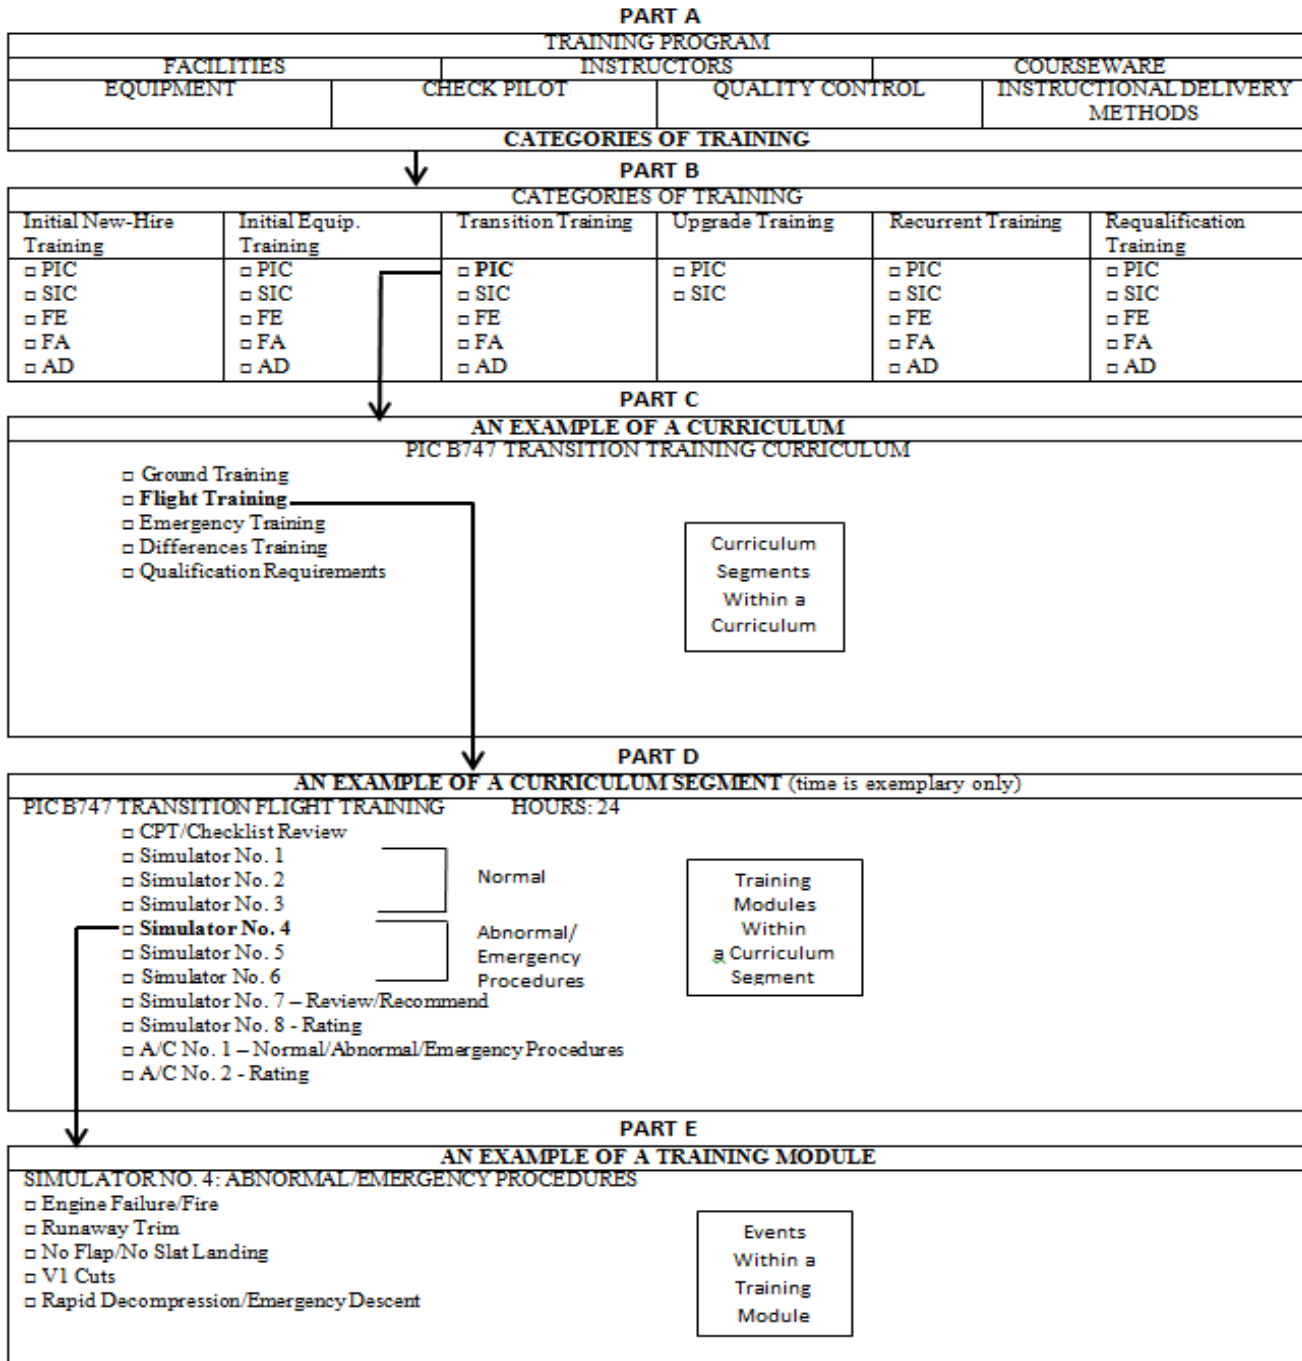 PART A
TRAINING PROGRAM
FACILITIES INSTRUCTORS COURSEWARE
EQUIPMENT CHECK PILOT QUALITY CONTROL INSTRUCTIONAL DELIVERY
METHODS
CATEGORIES OF TRAINING
PART B
CATEGORIES OF TRAINING
Initial New-Hire Initial Equip. Transition Training Upgrade Training Recurrent Training Requalification
Training Training Training
□ PIC □ PIC □ PIC □ PIC □ PIC □ PIC
□ SIC □ SIC □ SIC □ SIC □ SIC □ SIC
□ FE □ FE □ FE □ FE □ FE
□ FA □ FA □ FA □ FA □ FA
□ AD □ AD □ AD □ AD □ AD
PART C
AN EXAMPLE OF A CURRICULUM
PIC B747 TRANSITION TRAINING CURRICULUM
□ Ground Training
□ Flight Training
□ Emergency Training
□ Differences Training
□ Qualification Requirements
Curriculum
Segments
Within a
Curriculum
PART D
AN EXAMPLE OF A CURRICULUM SEGMENT (time is exemplary only)
PIC B747 TRANSITION FLIGHT TRAINING HOURS: 24
□ CPT/Checklist Review
□ Simulator No. 1
□ Simulator No. 2
□ Simulator No. 3
Normal
□ Simulator No. 4
□ Simulator No. 5
□ Simulator No. 6
Abnormal/
Emergency
Procedures
□ Simulator No. 7 – Review/Recommend
□ Simulator No. 8 - Rating
□ A/C No. 1 – Normal/Abnormal/Emergency Procedures
□ A/C No. 2 - Rating
Training
Modules
Within
a Curriculum
Segment
PART E
AN EXAMPLE OF A TRAINING MODULE
SIMULATOR NO. 4: ABNORMAL/EMERGENCY PROCEDURES
□ Engine Failure/Fire
□ Runaway Trim
□ No Flap/No Slat Landing
□ V1 Cuts
□ Rapid Decompression/Emergency Descent
Events
Within a
Training
Module